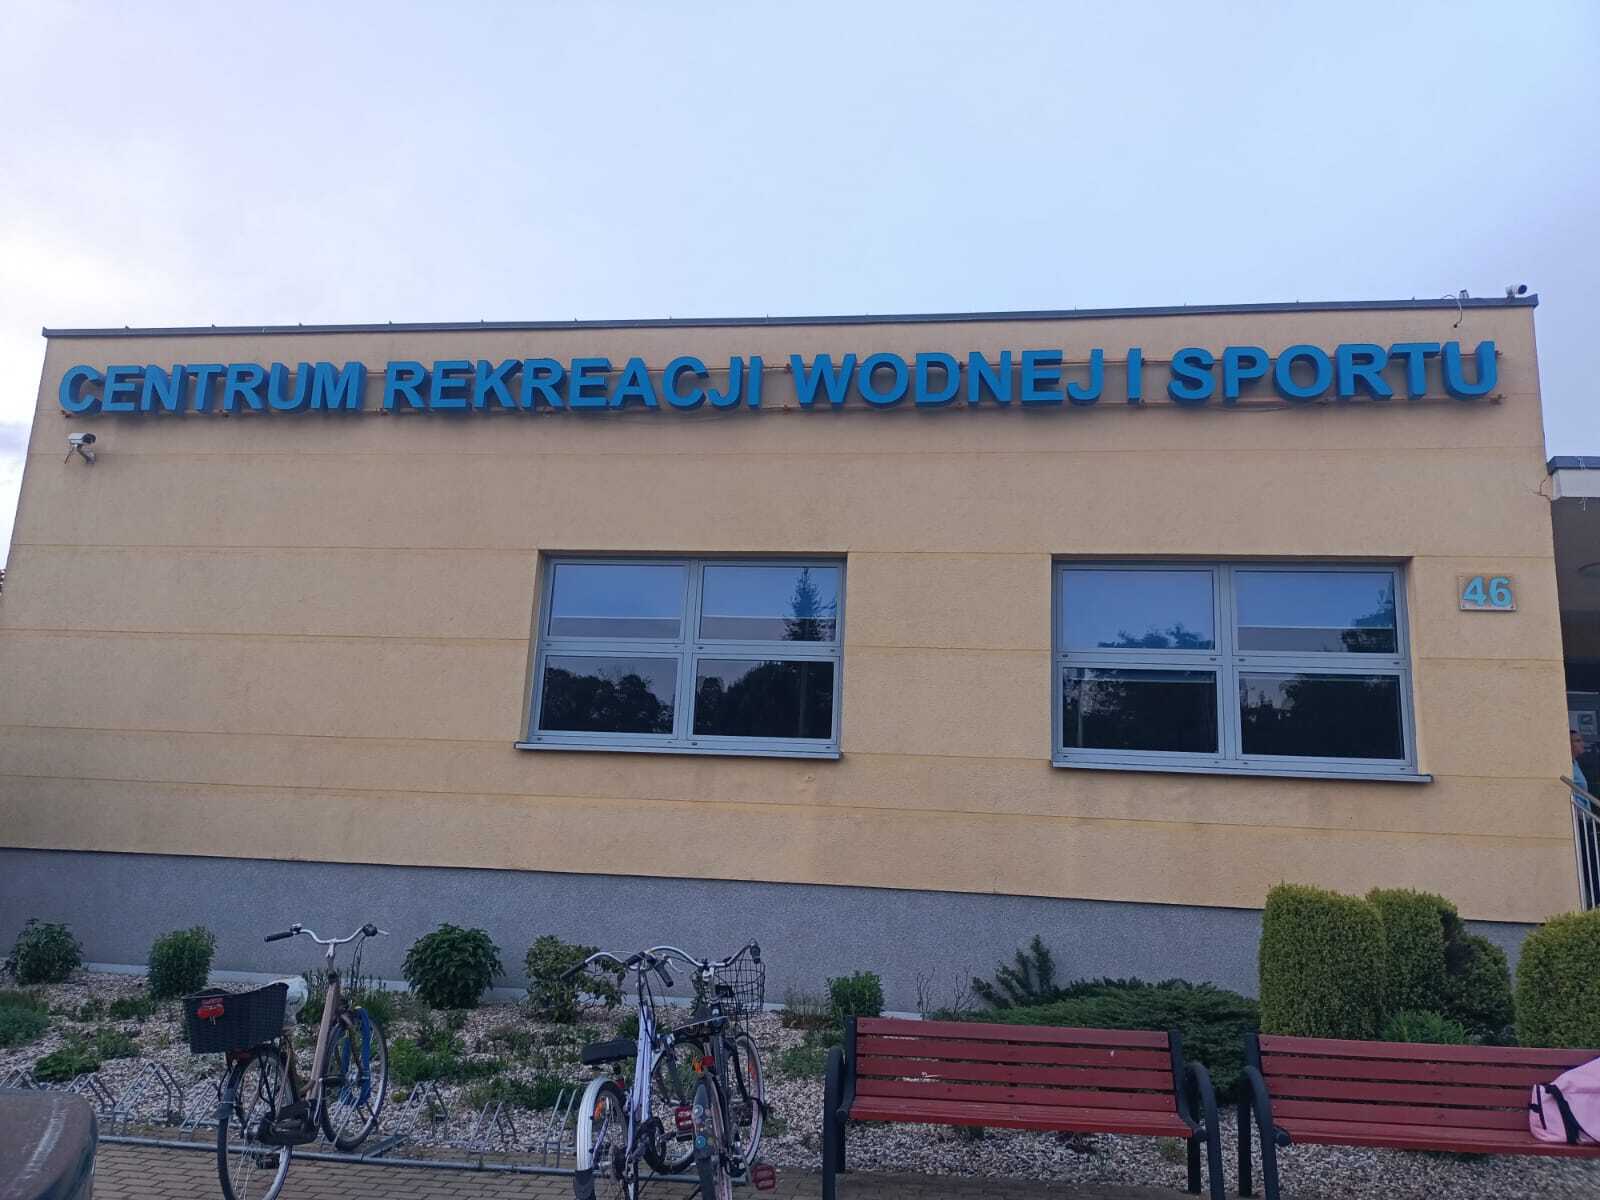 CENTRUM REKREACJI WODNEJ I SPORTU
46